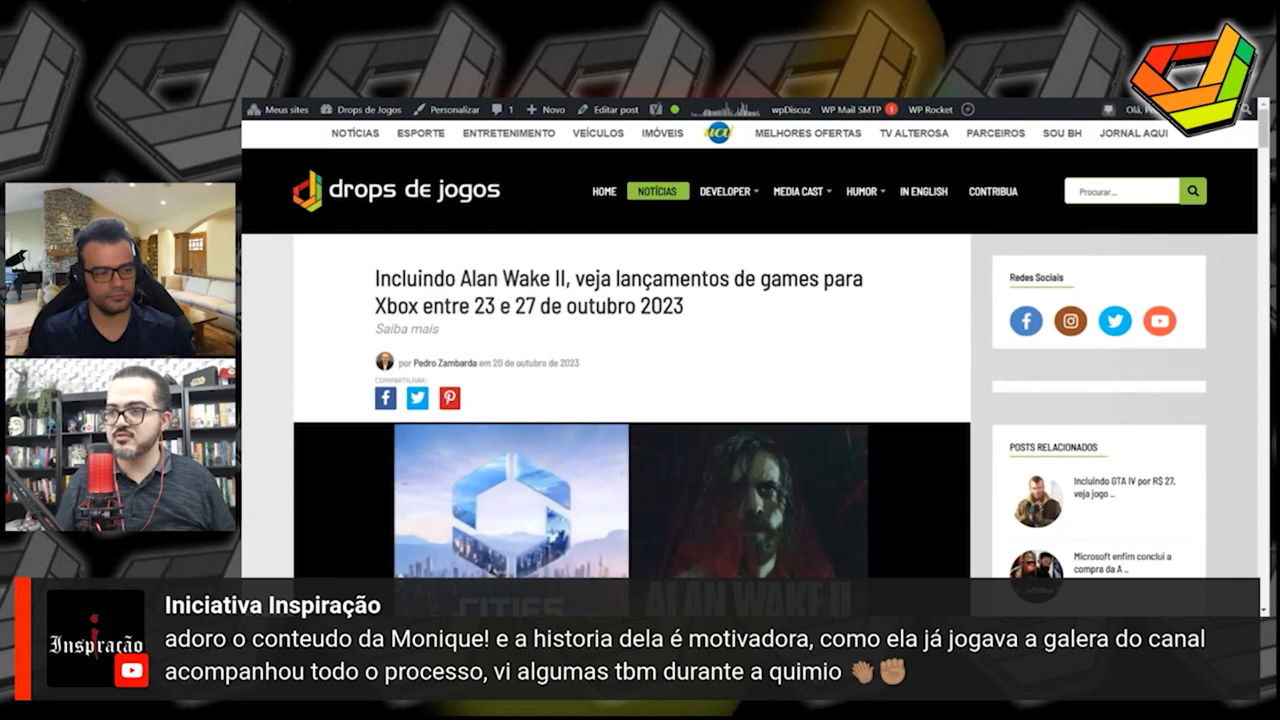 Meus sites Drops de Jogos Personalizar 1 Novo Editar post wpDiscuz WP Mail SMTP 1 WP Rocket Olá,
NOTÍCIAS ESPORTE ENTRETENIMENTO VEÍCULOS IMÓVEIS UAI MELHORES OFERTAS TV ALTEROSA PARCEIROS SOU BH JORNAL AQUI
drops de jogos
HOME NOTÍCIAS DEVELOPER MEDIA CAST HUMOR IN ENGLISH CONTRIBUA
Procurar...
Incluindo Alan Wake II, veja lançamentos de games para
Xbox entre 23 e 27 de outubro 2023
Saiba mais
por Pedro Zambarda em 20 de outubro de 2023
COMPARTILHAR:
Redes Sociais
POSTS RELACIONADOS
Incluindo GTA IV por R$ 27,
veja jogo ..
Microsoft enfim conclui a
compra da A ..
CITIES
ALAN WAKE II
Inspiração
Iniciativa Inspiração
adoro o conteudo da Monique! e a historia dela é motivadora, como ela já jogava a galera do canal
acompanhou todo o processo, vi algumas tbm durante a quimio 👏🏽✊🏽